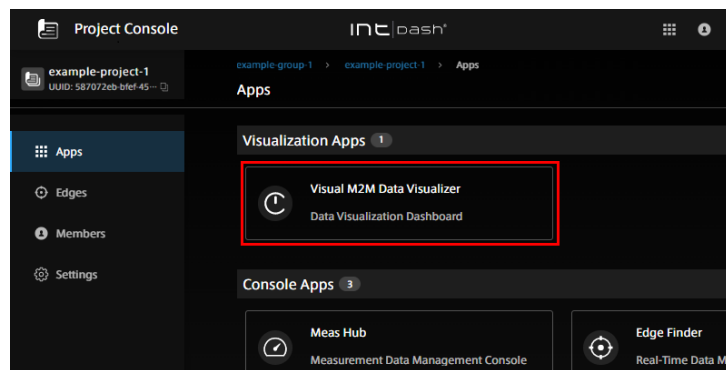 Project Console
intdash
example-project-1
UUID: 587072eb-bfef-45···
example-group-1 › example-project-1 › Apps
Apps
Apps
Edges
Members
Settings
Visualization Apps 1
Visual M2M Data Visualizer
Data Visualization Dashboard
Console Apps 3
Meas Hub
Measurement Data Management Console
Edge Finder
Real-Time Data M